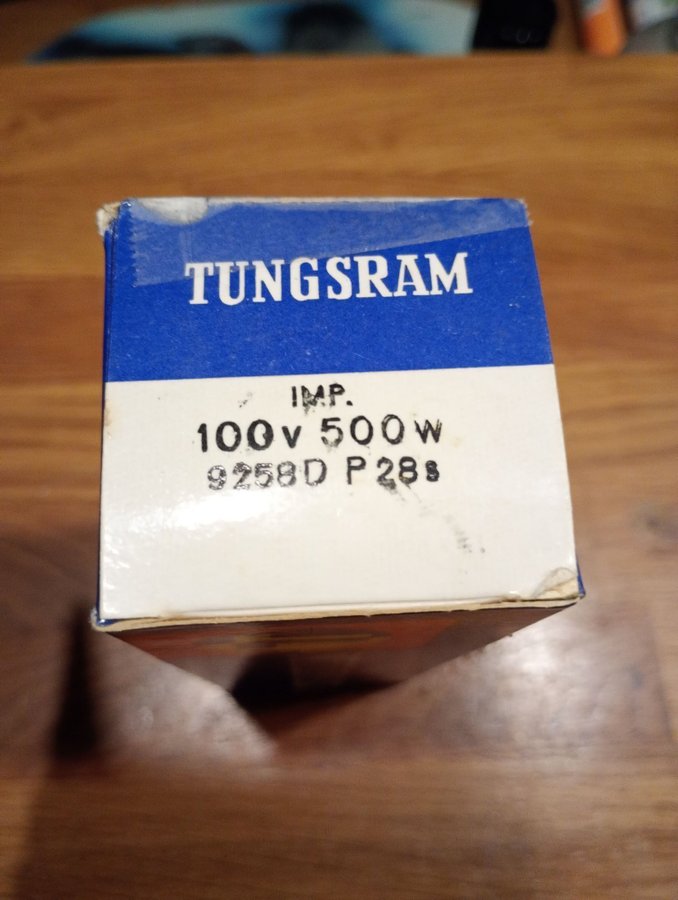 TUNGSRAM
IMP.
100V 500W
9258D P28s